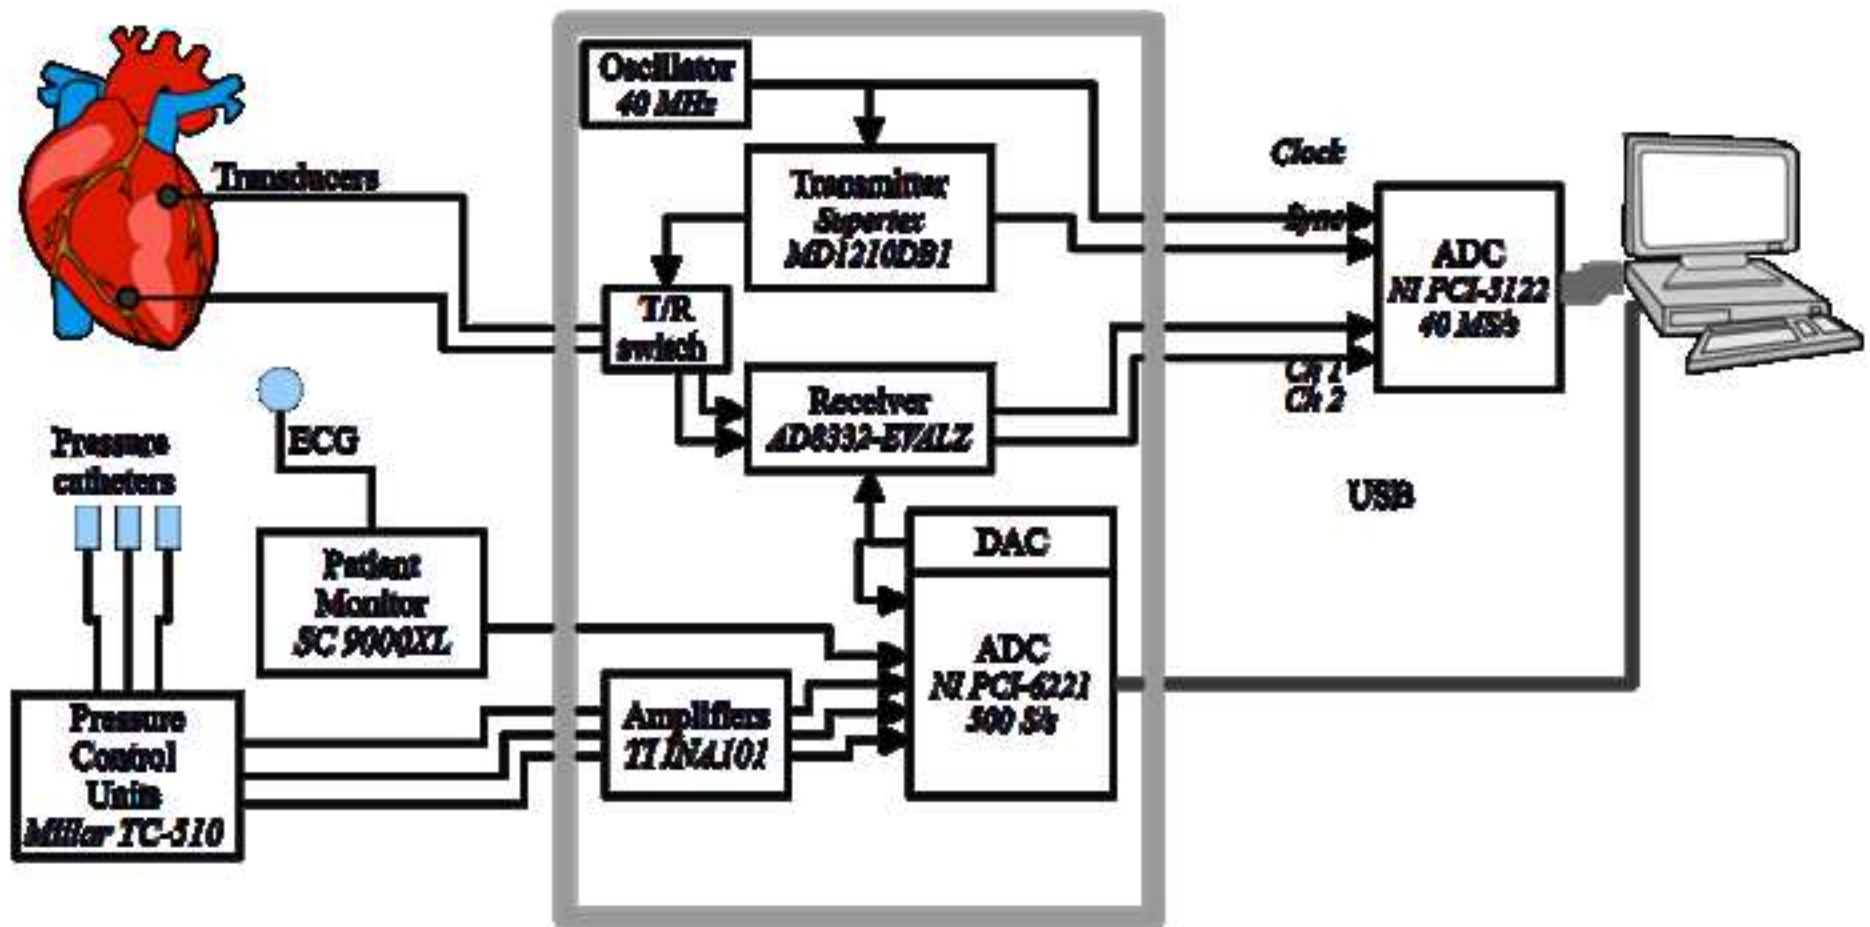 Oscillator
40 MHz
Transducers
Transmitter
Supertex
MD1210DB1
Clock
Sync
ADC
NI PCI-5122
40 MS/s
T/R
switch
Ch 1
Ch 2
Receiver
AD8332-EVALZ
ECG
Pressure
catheters
USB
DAC
Patient
Monitor
SC 9000XL
ADC
NI PCI-6221
500 S/s
Amplifiers
TI INA101
Pressure
Control
Units
Millar TC-510